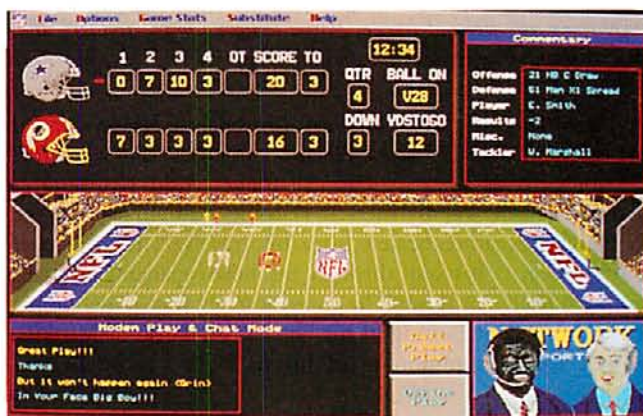 File Options Game Stats Substitute Help
1 2 3 4 OT SCORE TO
0 7 10 3 20 3
7 3 3 3 16 3
12:34
QTR BALL ON
4 V28
DOWN YDSTOGO
3 12
Commentary
Offense 21 HB C Draw
Defense 61 Man X1 Spread
Player E. Smith
Results -2
Misc. None
Tackler W. Marshall
NFL
NFL
NFL
Modem Play & Chat Mode
Great Play!!!
Thanks
But it won't happen again (Grin)
In Your Face Big Boy!!!
Play
Play
NETWORK